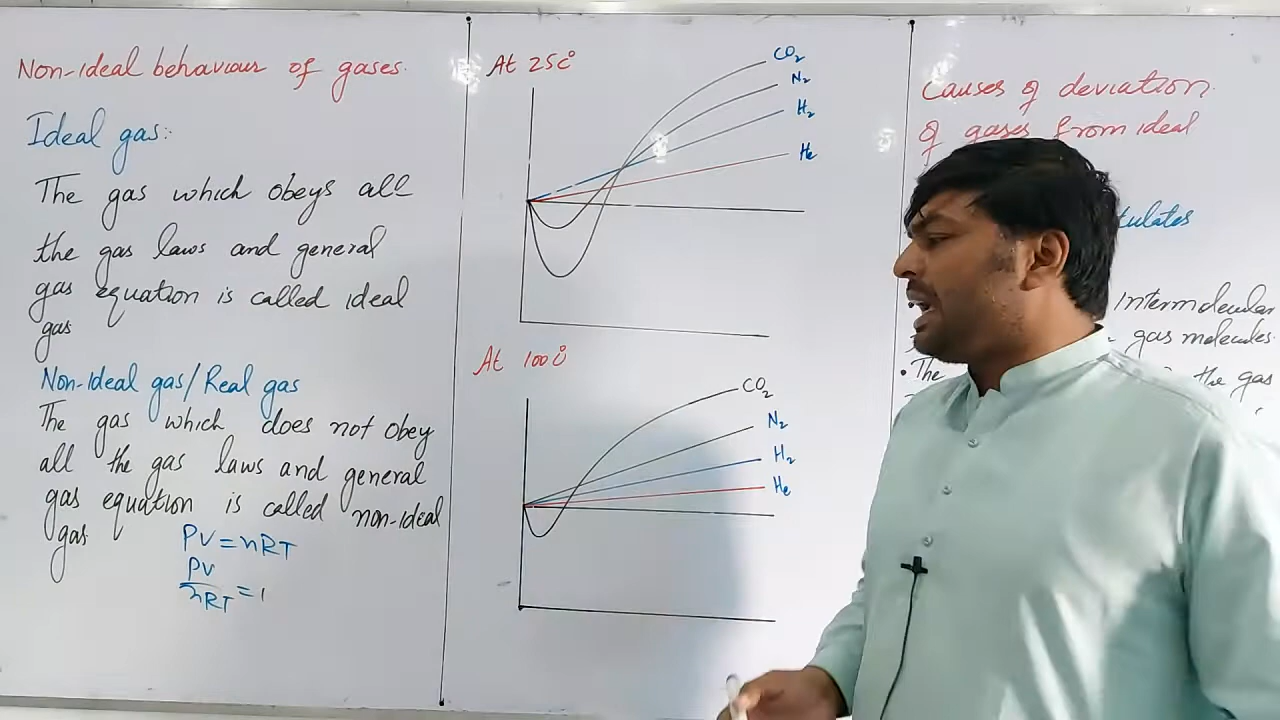 Non-ideal behaviour of gases.
Ideal gas:
The gas which obeys all
the gas laws and general
gas equation is called ideal
gas
Non-Ideal gas/Real gas
The gas which does not obey
all the gas laws and general
gas equation is called non-ideal
gas
PV=nRT
PV
nRT =1
At 25c°
CO₂
N₂
H₂
He
At 100c°
CO₂
N₂
H₂
He
Causes of deviation
of gases from ideal
Intermolecular
gas molecules.
• The
the gas